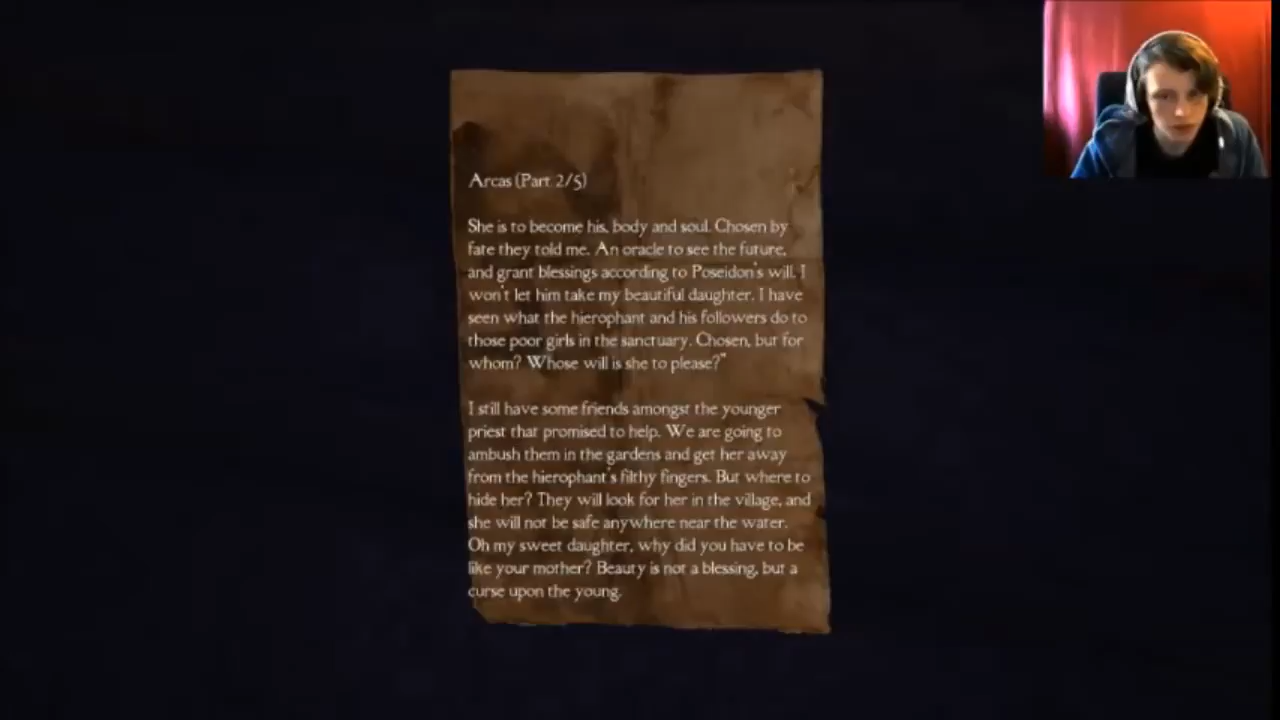 Arcas (Part 2/5)
She is to become his, body and soul. Chosen by
fate they told me. An oracle to see the future,
and grant blessings according to Poseidon's will. I
won't let him take my beautiful daughter. I have
seen what the hierophant and his followers do to
those poor girls in the sanctuary. Chosen, but for
whom? Whose will is she to please?"
I still have some friends amongst the younger
priest that promised to help. We are going to
ambush them in the gardens and get her away
from the hierophant's filthy fingers. But where to
hide her? They will look for her in the village, and
she will not be safe anywhere near the water.
Oh my sweet daughter, why did you have to be
like your mother? Beauty is not a blessing, but a
curse upon the young.